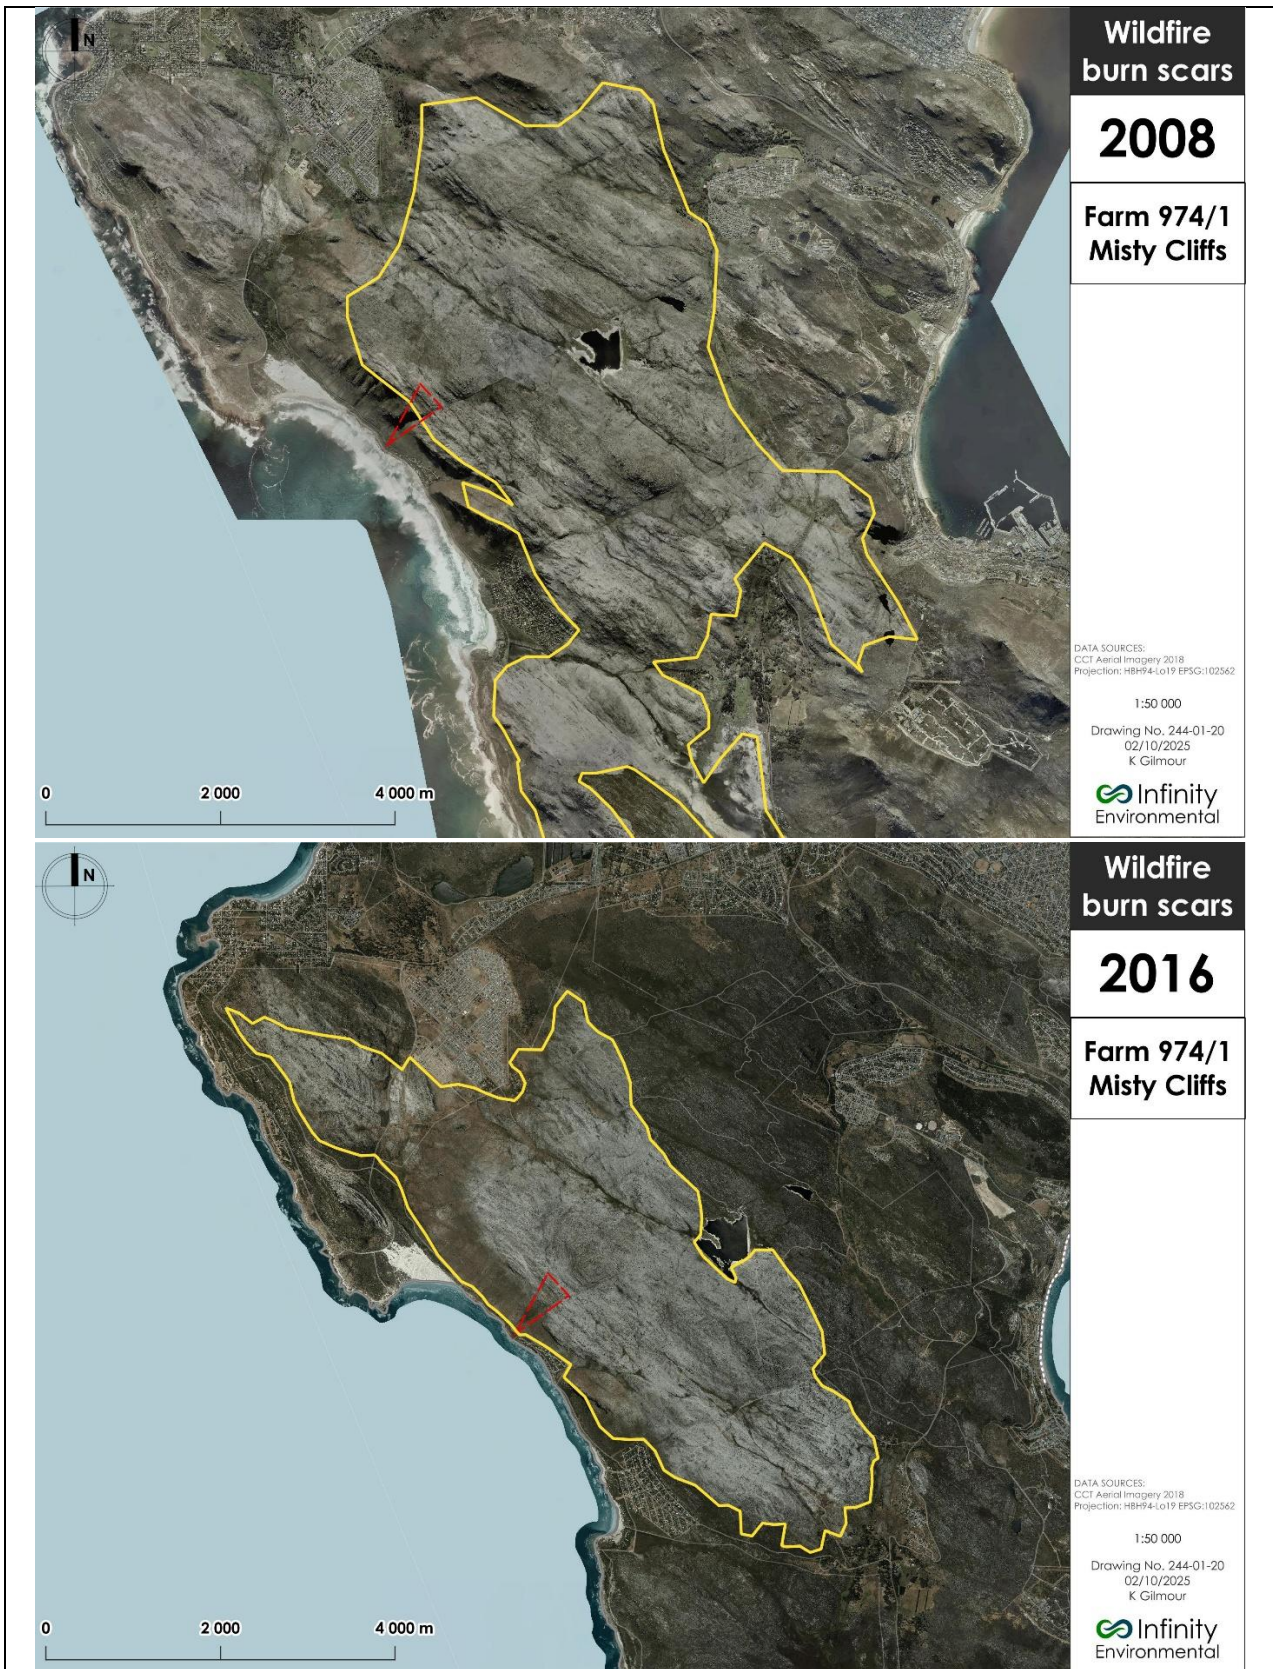 N
Wildfire
burn scars
2008
Farm 974/1
Misty Cliffs
DATA SOURCES:
CCT Aerial Imagery 2018
Projection: HBH94-Lo19 EPSG:102562
1:50 000
Drawing No. 244-01-20
02/10/2025
K Gilmour
Infinity
Environmental
0 2 000 4 000 m
N
Wildfire
burn scars
2016
Farm 974/1
Misty Cliffs
DATA SOURCES:
CCT Aerial Imagery 2018
Projection: HBH94-Lo19 EPSG:102562
1:50 000
Drawing No. 244-01-20
02/10/2025
K Gilmour
Infinity
Environmental
0 2 000 4 000 m